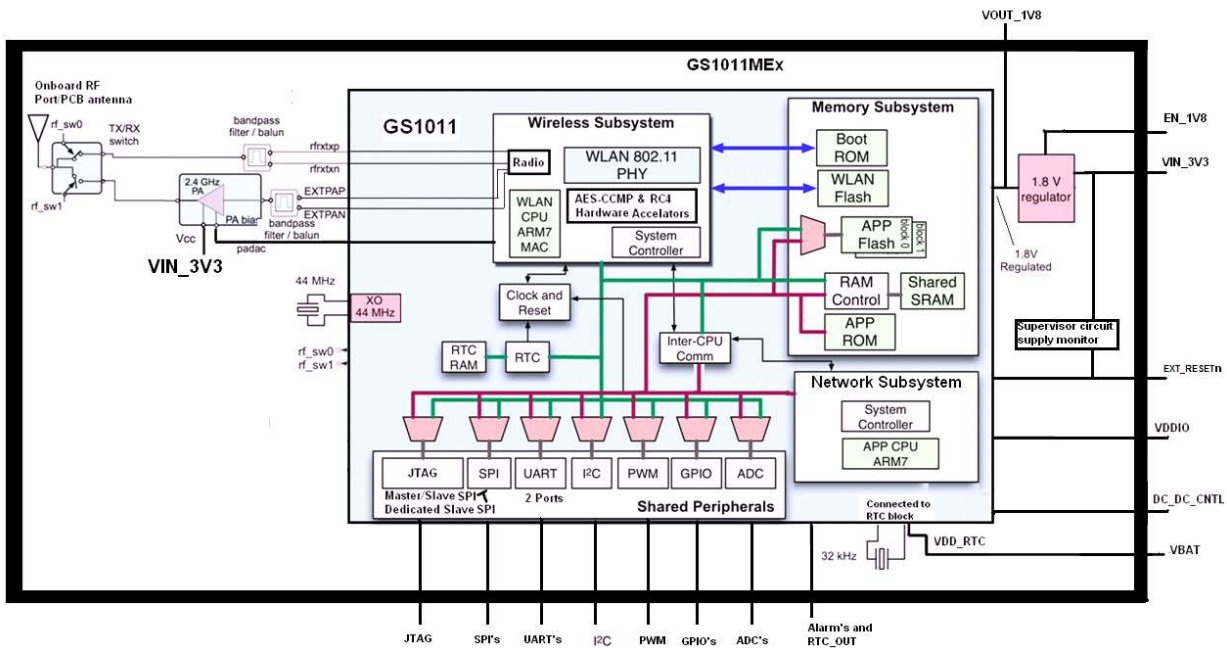 VOUT_1V8
GS1011MEx
Onboard RF
Port/PCB antenna
rf_sw0
TX/RX
switch
bandpass
filter / balun
rfrxtxp
rfrxtxn
rf_sw1
2.4 GHz
PA
PA bias
EXTPAP
EXTPAN
bandpass
filter / balun
Vcc
padac
VIN_3V3
44 MHz
XO
44 MHz
rf_sw0
rf_sw1
GS1011
Wireless Subsystem
Radio
WLAN 802.11
PHY
WLAN
CPU
ARM7
MAC
AES-CCMP & RC4
Hardware Accelators
System
Controller
Memory Subsystem
Boot
ROM
WLAN
Flash
APP
Flash
block 0
block 1
RAM
Control
Shared
SRAM
APP
ROM
Clock and
Reset
RTC
RAM
RTC
Inter-CPU
Comm
Network Subsystem
System
Controller
APP CPU
ARM7
JTAG
SPI
UART
I²C
PWM
GPIO
ADC
Master/Slave SPI
Dedicated Slave SPI
2 Ports
Shared Peripherals
Connected to
RTC block
32 kHz
VDD_RTC
EN_1V8
VIN_3V3
1.8 V
regulator
1.8V
Regulated
Supervisor circuit
supply monitor
EXT_RESETn
VDDIO
DC_DC_CNTL
VBAT
JTAG
SPI's
UART's
I²C
PWM
GPIO's
ADC's
Alarm's and
RTC_OUT